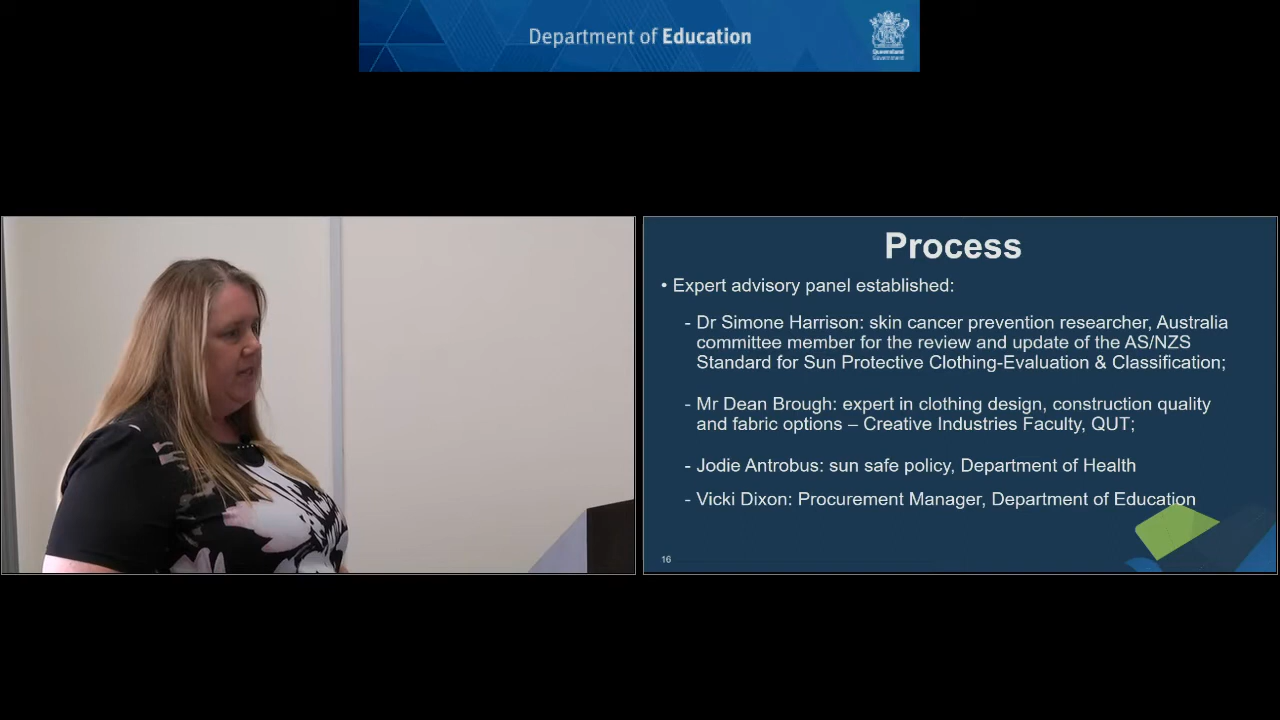 Department of Education
Queensland
Government
Process
• Expert advisory panel established:
- Dr Simone Harrison: skin cancer prevention researcher, Australia
committee member for the review and update of the AS/NZS
Standard for Sun Protective Clothing-Evaluation & Classification;
- Mr Dean Brough: expert in clothing design, construction quality
and fabric options – Creative Industries Faculty, QUT;
- Jodie Antrobus: sun safe policy, Department of Health
- Vicki Dixon: Procurement Manager, Department of Education
16